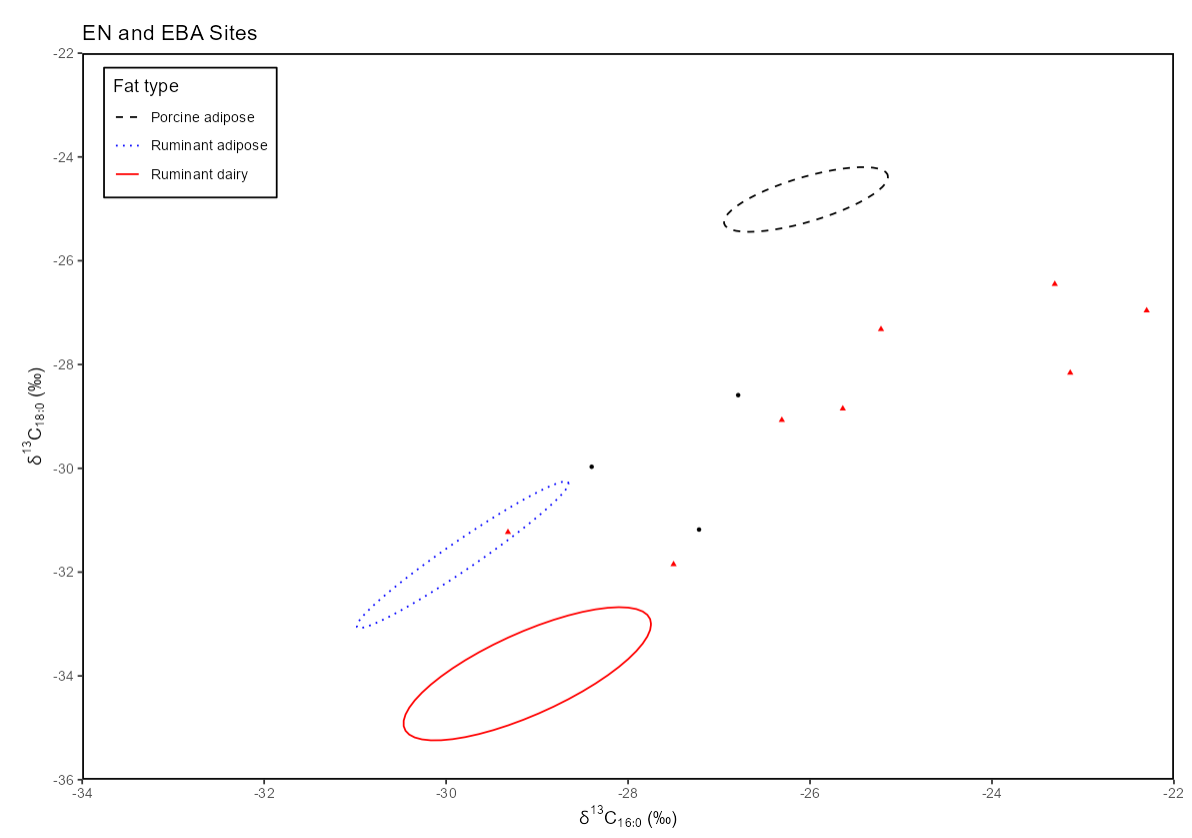 EN and EBA Sites
-22
Fat type
Porcine adipose
Ruminant adipose
Ruminant dairy
-24
-26
-28
-30
-32
-34
-36
δ¹³C₁₈:₀ (‰)
-34
-32
-30
-28
-26
-24
-22
δ¹³C₁₆:₀ (‰)